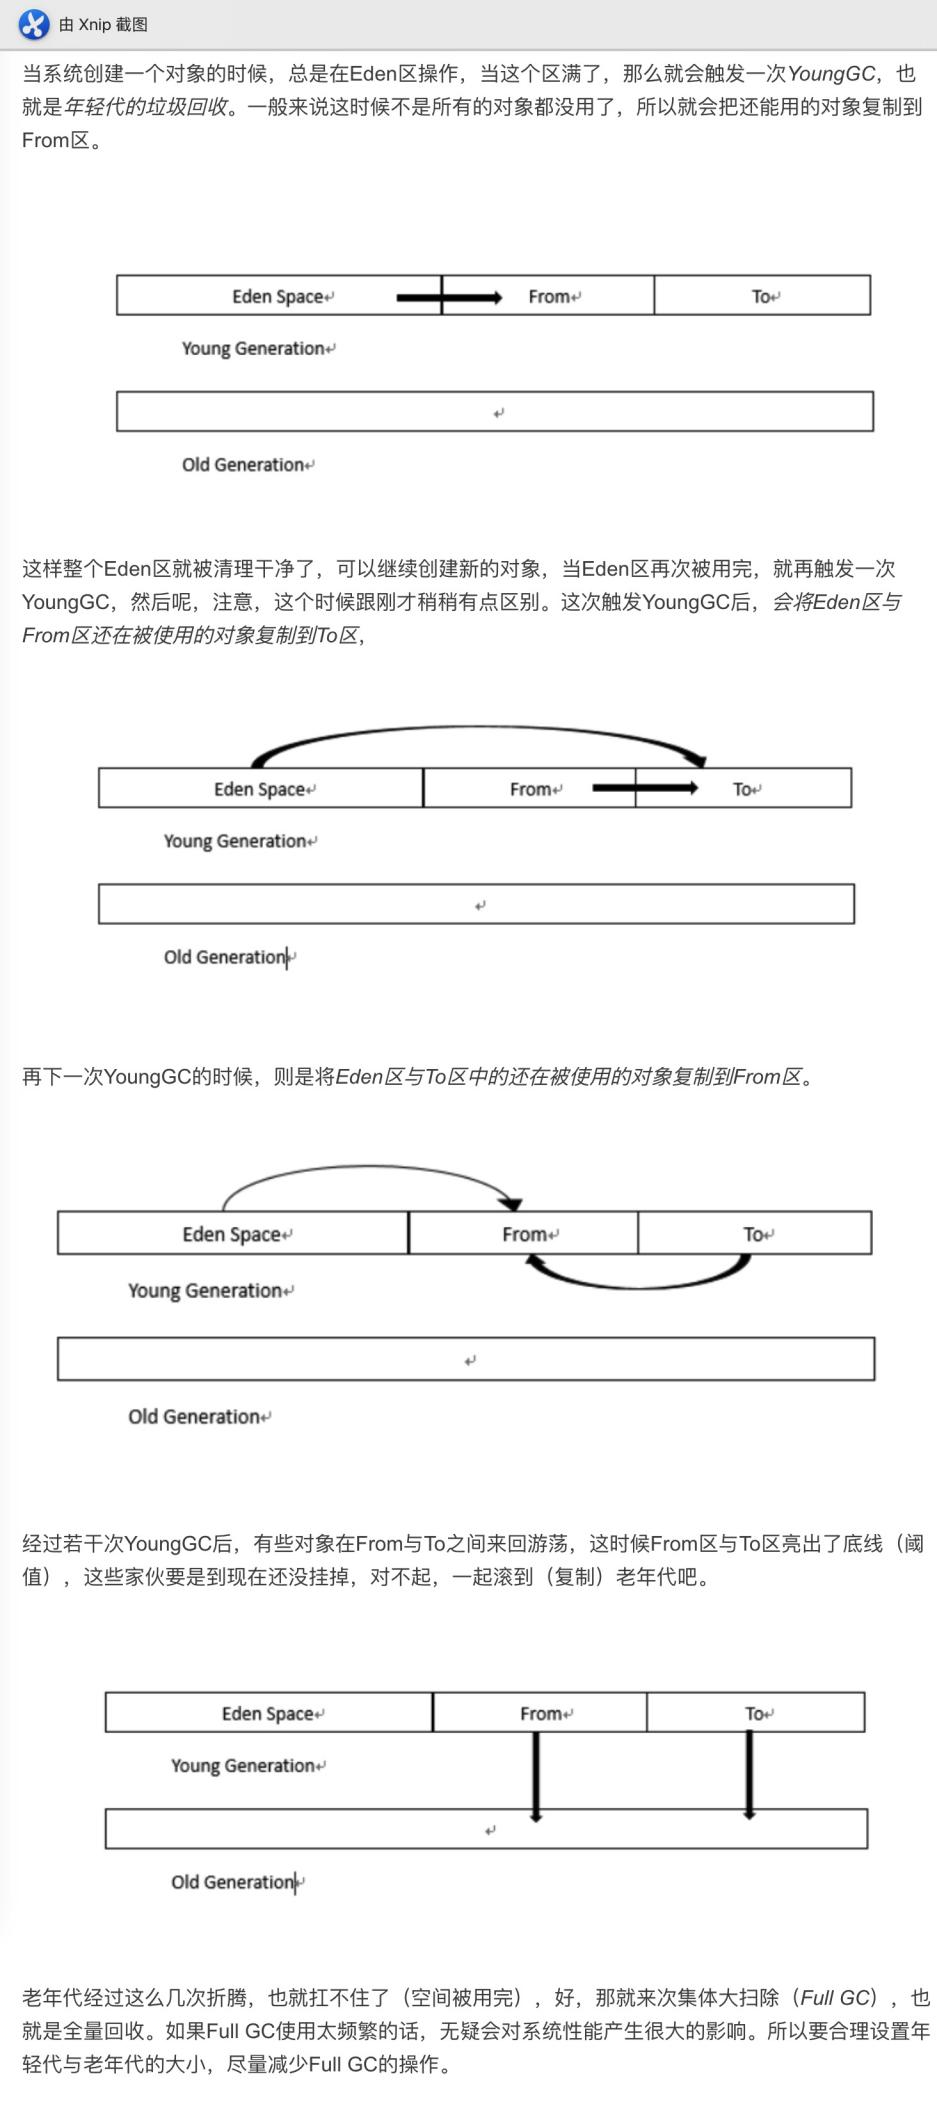 由 Xnip 截图
当系统创建一个对象的时候，总是在Eden区操作，当这个区满了，那么就会触发一次YoungGC，也
就是年轻代的垃圾回收。一般来说这时候不是所有的对象都没用了，所以就会把还能用的对象复制到
From区。
Eden Space↵ From↵ To↵
Young Generation↵
↵
Old Generation↵
这样整个Eden区就被清理干净了，可以继续创建新的对象，当Eden区再次被用完，就再触发一次
YoungGC，然后呢，注意，这个时候跟刚才稍稍有点区别。这次触发YoungGC后，会将Eden区与
From区还在被使用的对象复制到To区，
Eden Space↵ From↵ To↵
Young Generation↵
↵
Old Generation↵
再下一次YoungGC的时候，则是将Eden区与To区中的还在被使用的对象复制到From区。
Eden Space↵ From↵ To↵
Young Generation↵
↵
Old Generation↵
经过若干次YoungGC后，有些对象在From与To之间来回游荡，这时候From区与To区亮出了底线（阈
值），这些家伙要是到现在还没挂掉，对不起，一起滚到（复制）老年代吧。
Eden Space↵ From↵ To↵
Young Generation↵
↵
Old Generation↵
老年代经过这么几次折腾，也就扛不住了（空间被用完），好，那就来次集体大扫除（Full GC），也
就是全量回收。如果Full GC使用太频繁的话，无疑会对系统性能产生很大的影响。所以要合理设置年
轻代与老年代的大小，尽量减少Full GC的操作。